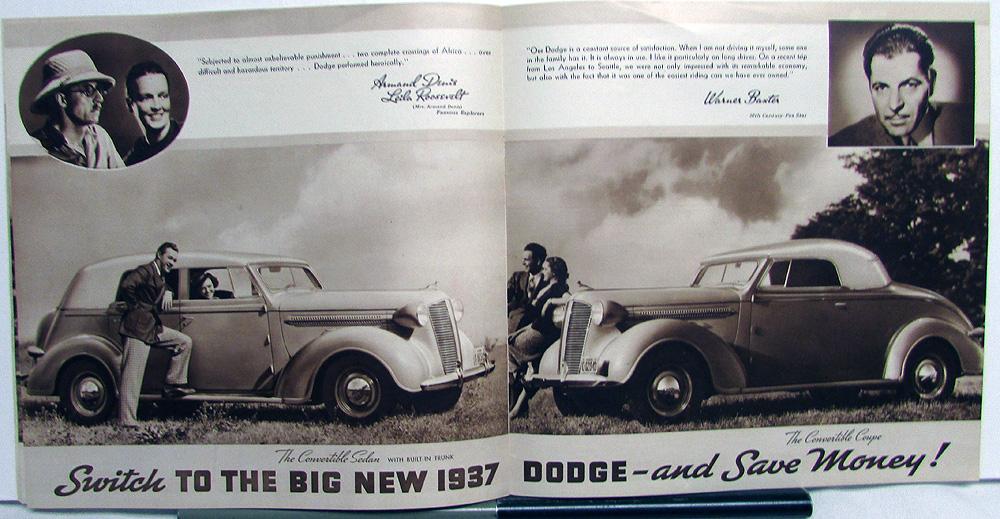 "Subjected to almost unbelievable punishment . . . two complete crossings of Africa . . . over
difficult and hazardous territory . . . Dodge performed heroically."
Armand Denis
Leila Roosevelt
(Mrs. Armand Denis)
Famous Explorers
"Our Dodge is a constant source of satisfaction. When I am not driving it myself, some one
in the family has it. It is always in use. I like it particularly on long drives. On a recent trip
from Los Angeles to Seattle, we were not only impressed with its remarkable economy,
but also with the fact that it was one of the easiest riding cars we have ever owned."
Warner Baxter
20th Century-Fox Star
The Convertible Sedan WITH BUILT-IN TRUNK
The Convertible Coupe
Switch TO THE BIG NEW 1937 DODGE—and Save Money!